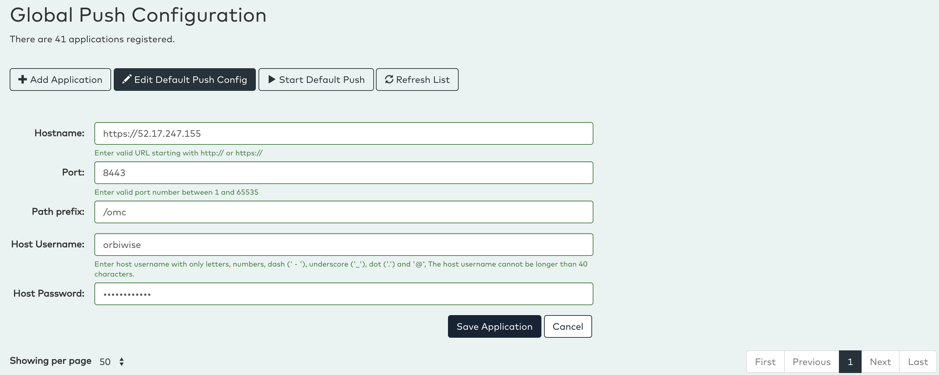 Global Push Configuration
There are 41 applications registered.
Add Application Edit Default Push Config Start Default Push Refresh List
Hostname: https://52.17.247.155
Enter valid URL starting with http:// or https://
Port: 8443
Enter valid port number between 1 and 65535
Path prefix: /omc
Host Username: orbiwise
Enter host username with only letters, numbers, dash (' - '), underscore ('_'), dot ('.') and '@', The host username cannot be longer than 40
characters.
Host Password: ••••••••••••
Save Application Cancel
Showing per page 50 First Previous 1 Next Last